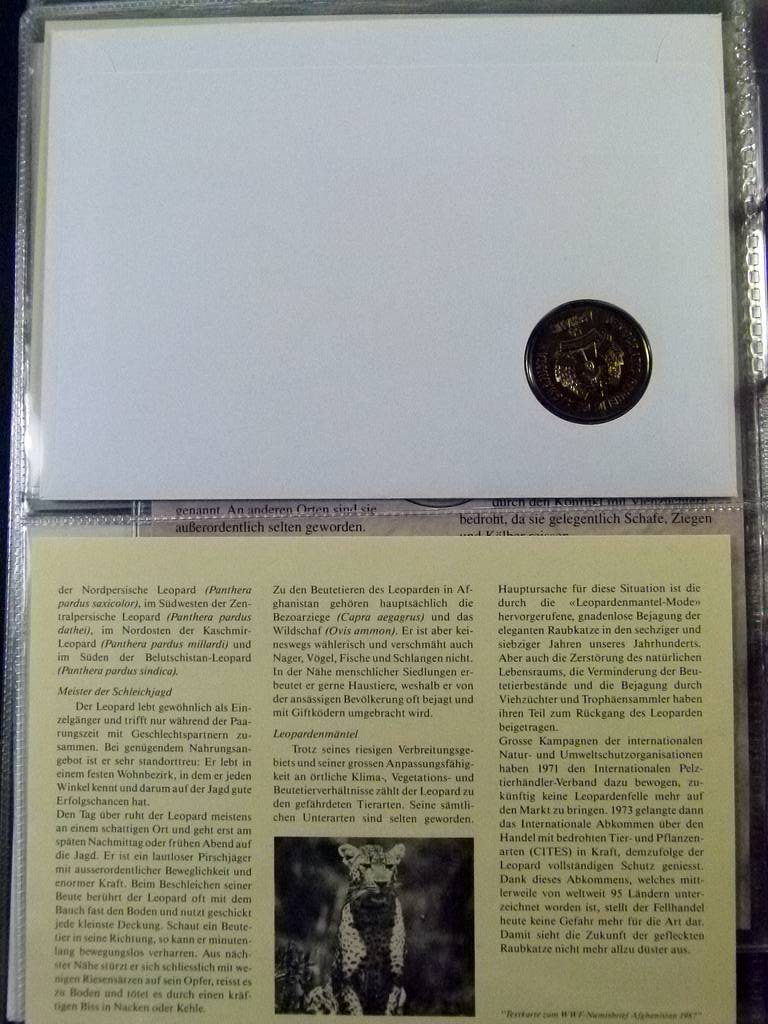 genannt. An anderen Orten sind sie
außerordentlich selten geworden.
durch den Konflikt mit Viehzüchtern
bedroht, da sie gelegentlich Schafe, Ziegen
und Kälber reissen.
der Nordpersische Leopard (Panthera
pardus saxicolor), im Südwesten der Zen-
tralpersische Leopard (Panthera pardus
dathei), im Nordosten der Kaschmir-
Leopard (Panthera pardus millardi) und
im Süden der Belutschistan-Leopard
(Panthera pardus sindica).
Meister der Schleichjagd
Der Leopard lebt gewöhnlich als Ein-
zelgänger und trifft nur während der Paa-
rungszeit mit Geschlechtspartnern zu-
sammen. Bei genügendem Nahrungsan-
gebot ist er sehr standorttreu: Er lebt in
einem festen Wohnbezirk, in dem er jeden
Winkel kennt und darum auf der Jagd gute
Erfolgschancen hat.
Den Tag über ruht der Leopard meistens
an einem schattigen Ort und geht erst am
späten Nachmittag oder frühen Abend auf
die Jagd. Er ist ein lautloser Pirschjäger
mit ausserordentlicher Beweglichkeit und
enormer Kraft. Beim Beschleichen seiner
Beute berührt der Leopard oft mit dem
Bauch fast den Boden und nutzt geschickt
jede kleinste Deckung. Schaut ein Beute-
tier in seine Richtung, so kann er minuten-
lang bewegungslos verharren. Aus näch-
ster Nähe stürzt er sich schliesslich mit we-
nigen Riesensätzen auf sein Opfer, reisst es
zu Boden und tötet es durch einen kräf-
tigen Biss in Nacken oder Kehle.
Zu den Beutetieren des Leoparden in Af-
ghanistan gehören hauptsächlich die
Bezoarziege (Capra aegagrus) und das
Wildschaf (Ovis ammon). Er ist aber kei-
neswegs wählerisch und verschmäht auch
Nager, Vögel, Fische und Schlangen nicht.
In der Nähe menschlicher Siedlungen er-
beutet er gerne Haustiere, weshalb er von
der ansässigen Bevölkerung oft bejagt und
mit Giftködern umgebracht wird.
Leopardenmäntel
Trotz seines riesigen Verbreitungsge-
biets und seiner grossen Anpassungsfähig-
keit an örtliche Klima-, Vegetations- und
Beutetierverhältnisse zählt der Leopard zu
den gefährdeten Tierarten. Seine sämtli-
chen Unterarten sind selten geworden.
Hauptursache für diese Situation ist die
durch die «Leopardenmantel-Mode»
hervorgerufene, gnadenlose Bejagung der
eleganten Raubkatze in den sechziger und
siebziger Jahren unseres Jahrhunderts.
Aber auch die Zerstörung des natürlichen
Lebensraums, die Verminderung der Beu-
tetierbestände und die Bejagung durch
Viehzüchter und Trophäensammler haben
ihren Teil zum Rückgang des Leoparden
beigetragen.
Grosse Kampagnen der internationalen
Natur- und Umweltschutzorganisationen
haben 1971 den Internationalen Pelz-
tierhändler-Verband dazu bewogen, zu-
künftig keine Leopardenfelle mehr auf
den Markt zu bringen. 1973 gelangte dann
das Internationale Abkommen über den
Handel mit bedrohten Tier- und Pflanzen-
arten (CITES) in Kraft, demzufolge der
Leopard vollständigen Schutz geniesst.
Dank dieses Abkommens, welches mitt-
lerweile von weltweit 95 Ländern unter-
zeichnet worden ist, stellt der Fellhandel
heute keine Gefahr mehr für die Art dar.
Damit sieht die Zukunft der gefleckten
Raubkatze nicht mehr allzu düster aus.
"Textkarte zum WWF-Numisbrief Afghanistan 1987"